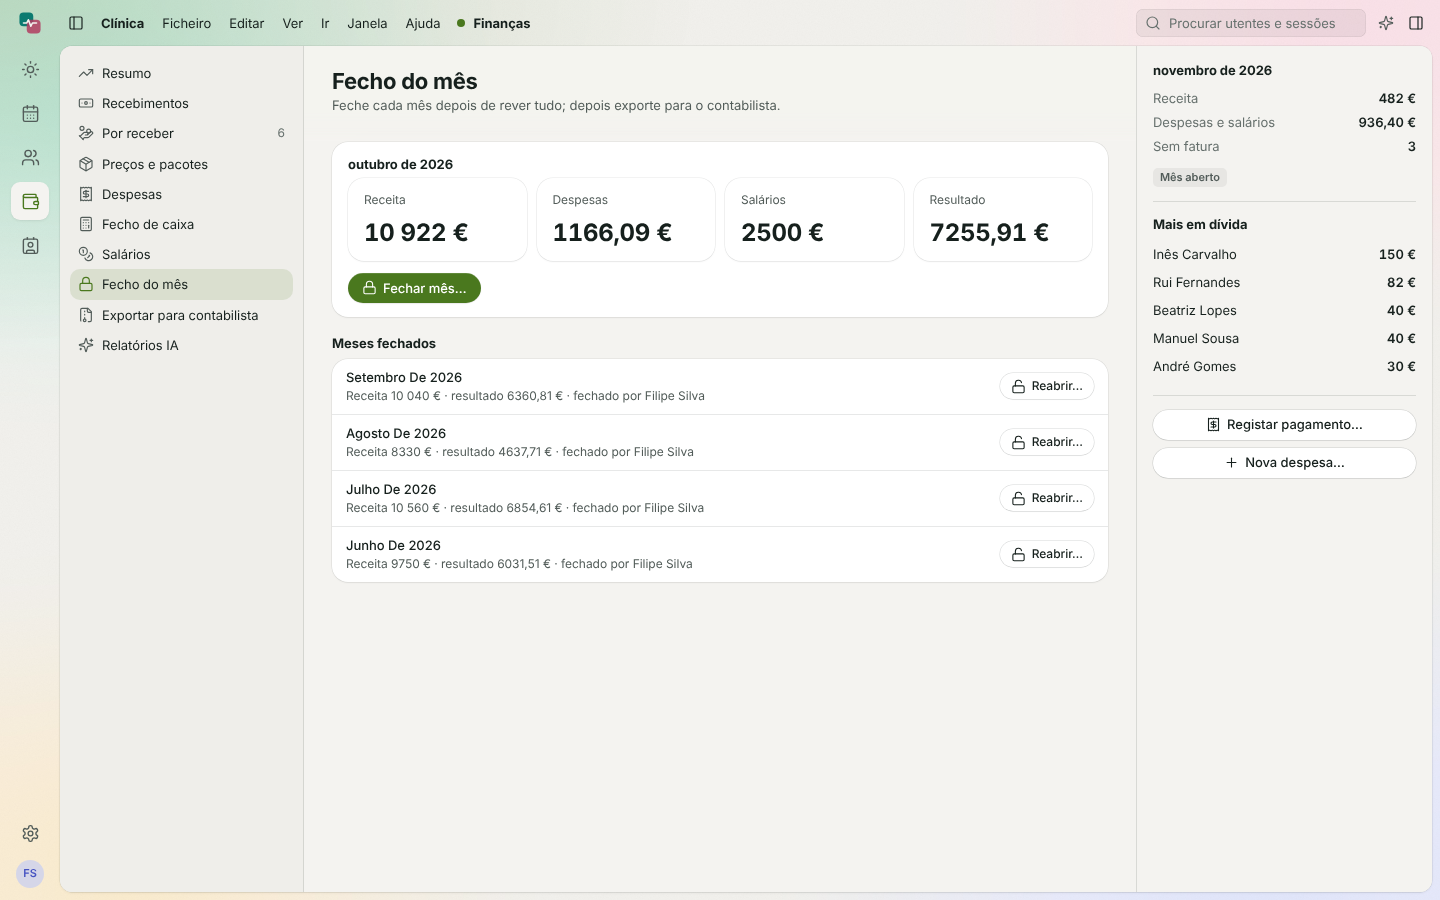 Clínica Ficheiro Editar Ver Ir Janela Ajuda Finanças
Procurar utentes e sessões
Resumo
Recebimentos
Por receber 6
Preços e pacotes
Despesas
Fecho de caixa
Salários
Fecho do mês
Exportar para contabilista
Relatórios IA
FS
Fecho do mês
Feche cada mês depois de rever tudo; depois exporte para o contabilista.
outubro de 2026
Receita
10 922 €
Despesas
1166,09 €
Salários
2500 €
Resultado
7255,91 €
Fechar mês...
Meses fechados
Setembro De 2026
Receita 10 040 € · resultado 6360,81 € · fechado por Filipe Silva
Reabrir...
Agosto De 2026
Receita 8330 € · resultado 4637,71 € · fechado por Filipe Silva
Reabrir...
Julho De 2026
Receita 10 560 € · resultado 6854,61 € · fechado por Filipe Silva
Reabrir...
Junho De 2026
Receita 9750 € · resultado 6031,51 € · fechado por Filipe Silva
Reabrir...
novembro de 2026
Receita 482 €
Despesas e salários 936,40 €
Sem fatura 3
Mês aberto
Mais em dívida
Inês Carvalho 150 €
Rui Fernandes 82 €
Beatriz Lopes 40 €
Manuel Sousa 40 €
André Gomes 30 €
Registar pagamento...
Nova despesa...